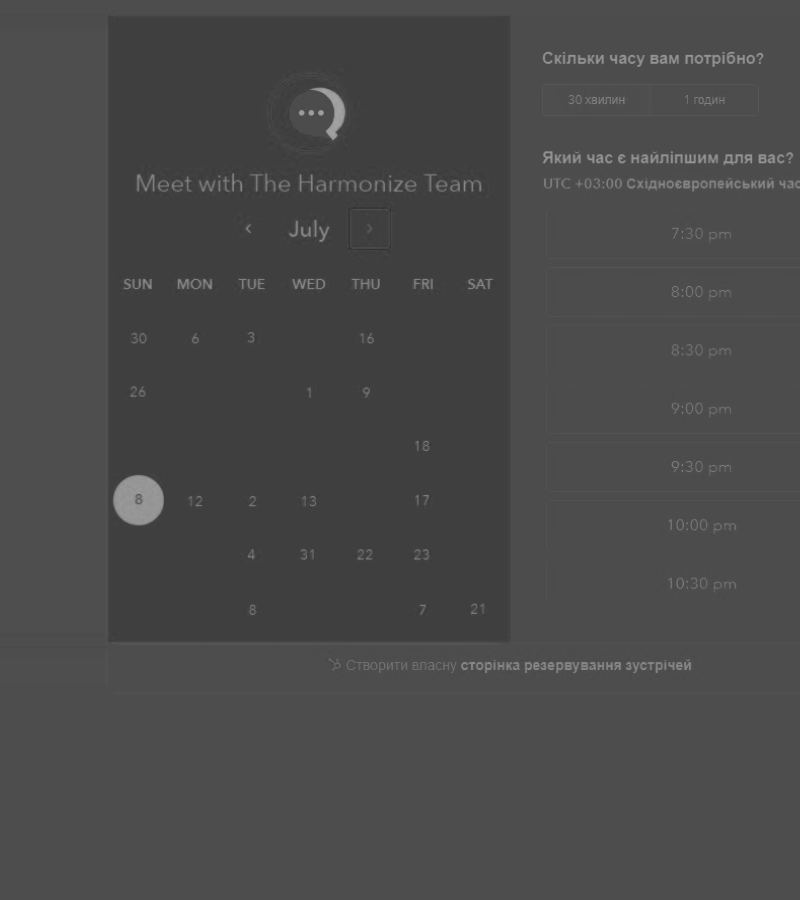 Meet with The Harmonize Team
July
SUN MON TUE WED THU FRI SAT
30 6 3 16
26 1 9
18
8 12 2 13 17
4 31 22 23
8 7 21
Скільки часу вам потрібно?
30 хвилин 1 годин
Який час є найліпшим для вас?
UTC +03:00 Східноєвропейський час
7:30 pm
8:00 pm
8:30 pm
9:00 pm
9:30 pm
10:00 pm
10:30 pm
Створити власну сторінка резервування зустрічей